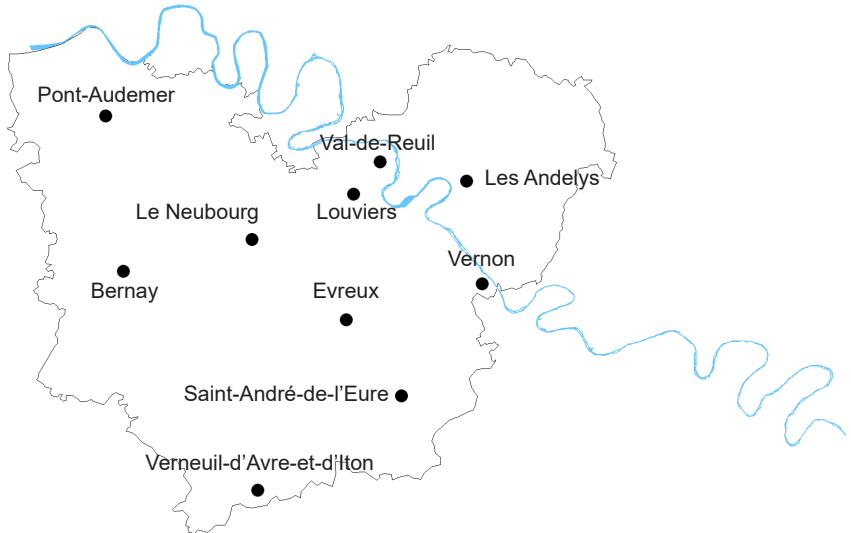 Pont-Audemer
Val-de-Reuil
Les Andelys
Le Neubourg
Louviers
Vernon
Bernay
Evreux
Saint-André-de-l’Eure
Verneuil-d’Avre-et-d’Iton